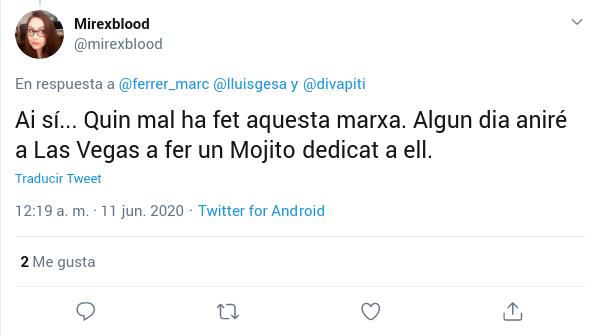 Mirexblood
@mirexblood
En respuesta a @ferrer_marc @lluisgesa y @divapiti
Ai sí... Quin mal ha fet aquesta marxa. Algun dia aniré
a Las Vegas a fer un Mojito dedicat a ell.
Traducir Tweet
12:19 a. m. · 11 jun. 2020 · Twitter for Android
2 Me gusta